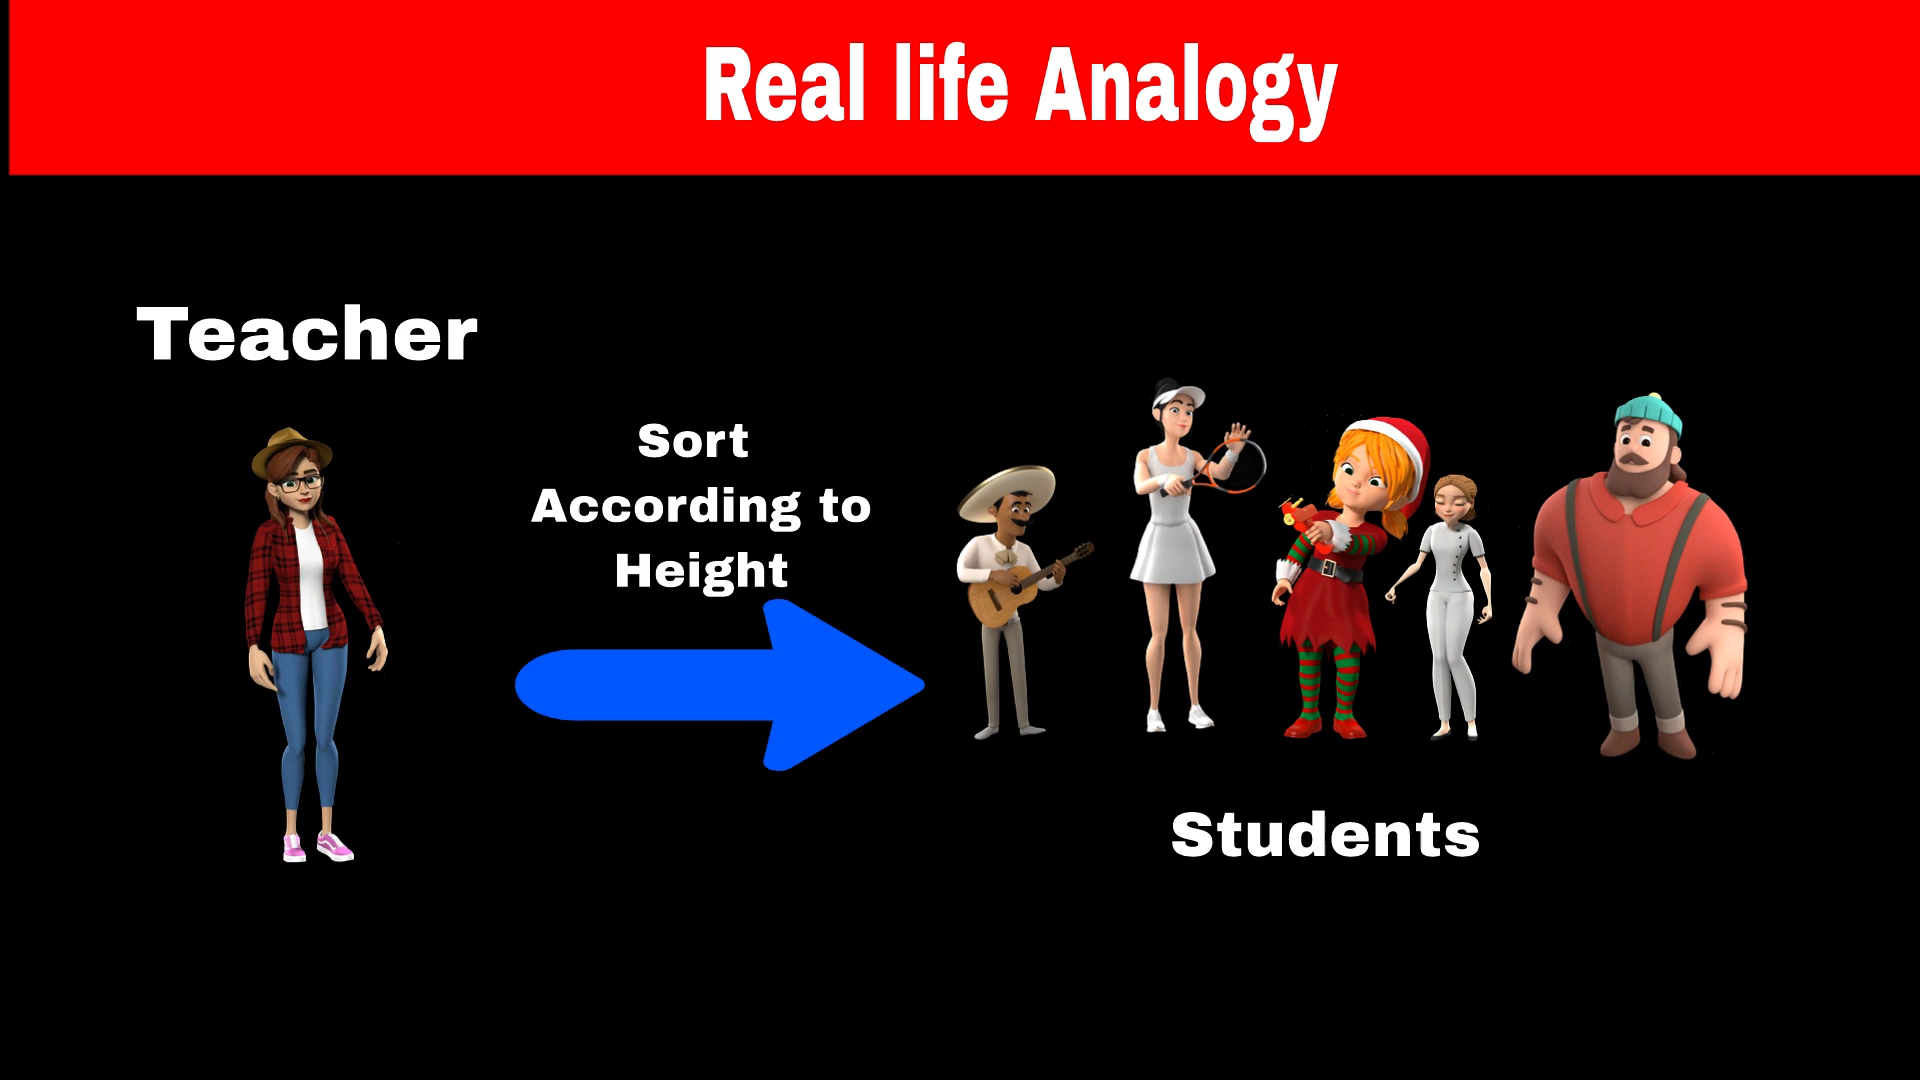 Real life Analogy
Teacher
Sort
According to
Height
Students